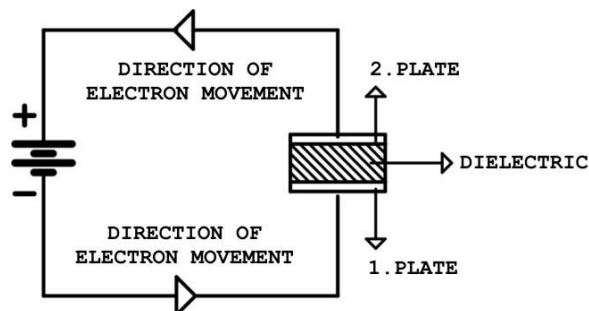 DIRECTION OF
ELECTRON MOVEMENT
2.PLATE
+
DIELECTRIC
−
DIRECTION OF
ELECTRON MOVEMENT
1.PLATE